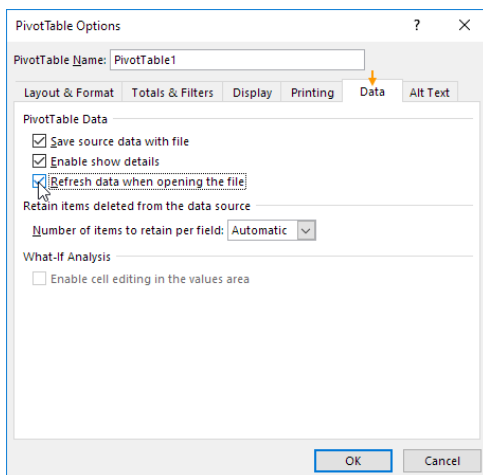 PivotTable Options ? ×
PivotTable Name: PivotTable1
Layout & Format Totals & Filters Display Printing Data Alt Text
PivotTable Data
Save source data with file
Enable show details
Refresh data when opening the file
Retain items deleted from the data source
Number of items to retain per field: Automatic
What-If Analysis
Enable cell editing in the values area
OK Cancel